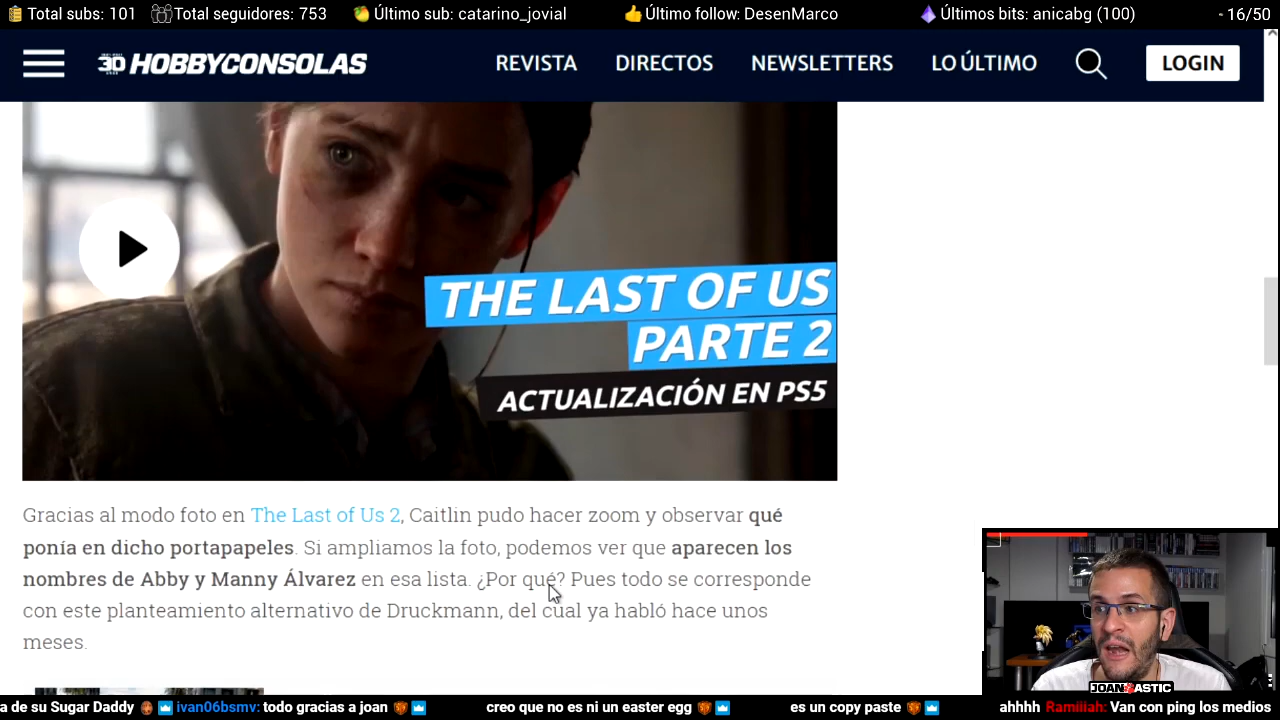 Total subs: 101 Total seguidores: 753 Último sub: catarino_jovial Último follow: DesenMarco Últimos bits: anicabg (100) - 16/50
HOBBYCONSOLAS REVISTA DIRECTOS NEWSLETTERS LO ÚLTIMO LOGIN
THE LAST OF US
PARTE 2
ACTUALIZACIÓN EN PS5
Gracias al modo foto en The Last of Us 2, Caitlin pudo hacer zoom y observar qué
ponía en dicho portapapeles. Si ampliamos la foto, podemos ver que aparecen los
nombres de Abby y Manny Álvarez en esa lista. ¿Por qué? Pues todo se corresponde
con este planteamiento alternativo de Druckmann, del cual ya habló hace unos
meses.
JOANTASTIC
a de su Sugar Daddy ivan06bsmv: todo gracias a joan creo que no es ni un easter egg es un copy paste ahhhh Ramiiiah: Van con ping los medios